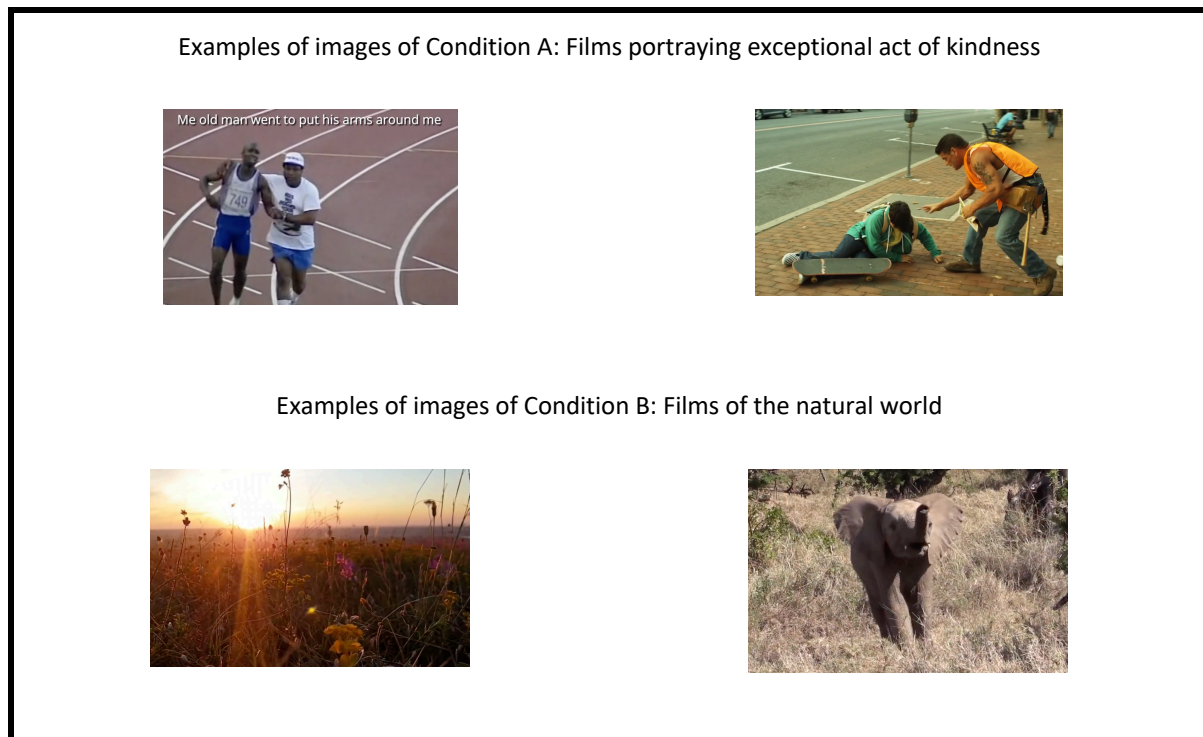 Examples of images of Condition A: Films portraying exceptional act of kindness
Me old man went to put his arms around me
749
Examples of images of Condition B: Films of the natural world